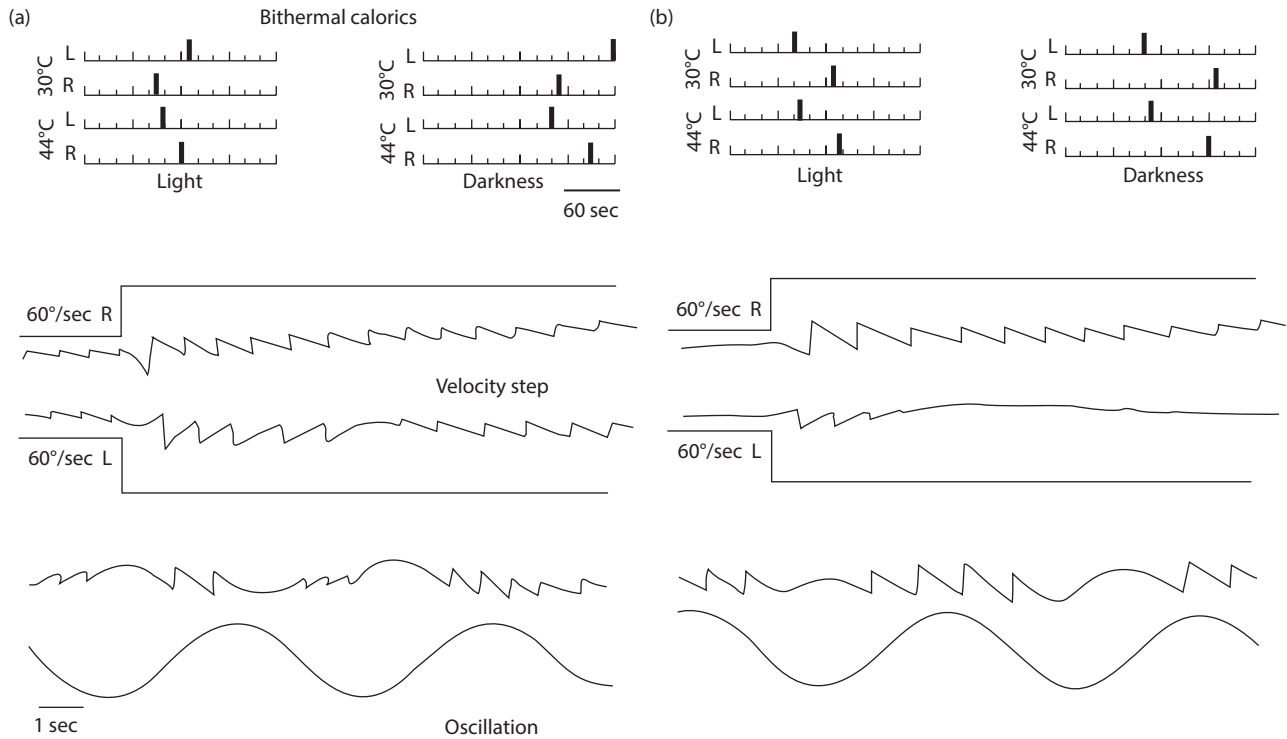 (a)
Bithermal calorics
30°C
L
R
44°C
L
R
Light
30°C
L
R
44°C
L
R
Darkness
60 sec
(b)
30°C
L
R
44°C
L
R
Light
30°C
L
R
44°C
L
R
Darkness
60°/sec R
60°/sec R
Velocity step
60°/sec L
60°/sec L
1 sec
Oscillation